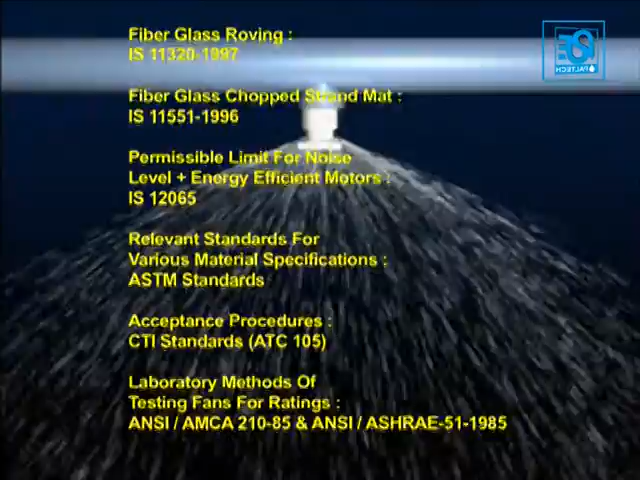 Fiber Glass Roving :
IS 11320-1997
Fiber Glass Chopped Strand Mat :
IS 11551-1996
Permissible Limit For Noise
Level + Energy Efficient Motors :
IS 12065
Relevant Standards For
Various Material Specifications :
ASTM Standards
Acceptance Procedures :
CTI Standards (ATC 105)
Laboratory Methods Of
Testing Fans For Ratings :
ANSI / AMCA 210-85 & ANSI / ASHRAE-51-1985
PALTECH